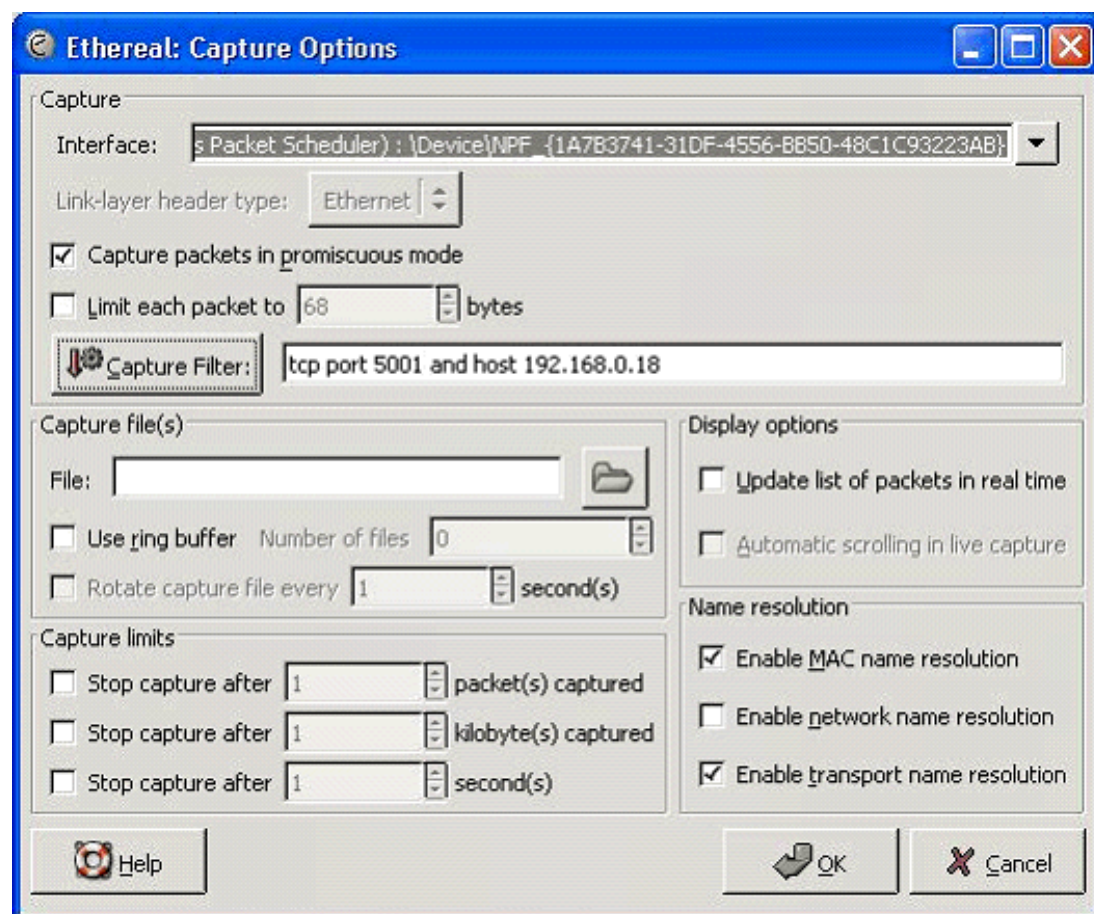 Ethereal: Capture Options
Capture
Interface: s Packet Scheduler) : \Device\NPF_{1A7B3741-31DF-4556-BB50-48C1C93223AB}
Link-layer header type: Ethernet
Capture packets in promiscuous mode
Limit each packet to 68 bytes
Capture Filter: tcp port 5001 and host 192.168.0.18
Capture file(s)
File:
Use ring buffer Number of files 0
Rotate capture file every 1 second(s)
Capture limits
Stop capture after 1 packet(s) captured
Stop capture after 1 kilobyte(s) captured
Stop capture after 1 second(s)
Display options
Update list of packets in real time
Automatic scrolling in live capture
Name resolution
Enable MAC name resolution
Enable network name resolution
Enable transport name resolution
Help
OK
Cancel